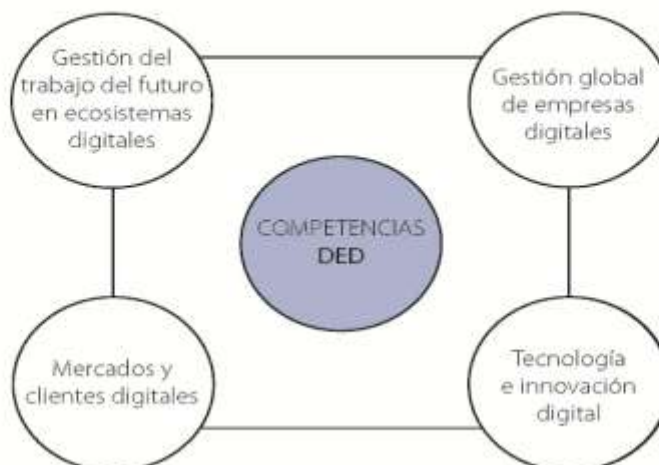 Gestión del
trabajo del futuro
en ecosistemas
digitales
Gestión global
de empresas
digitales
COMPETENCIAS
DED
Mercados y
clientes digitales
Tecnología
e innovación
digital